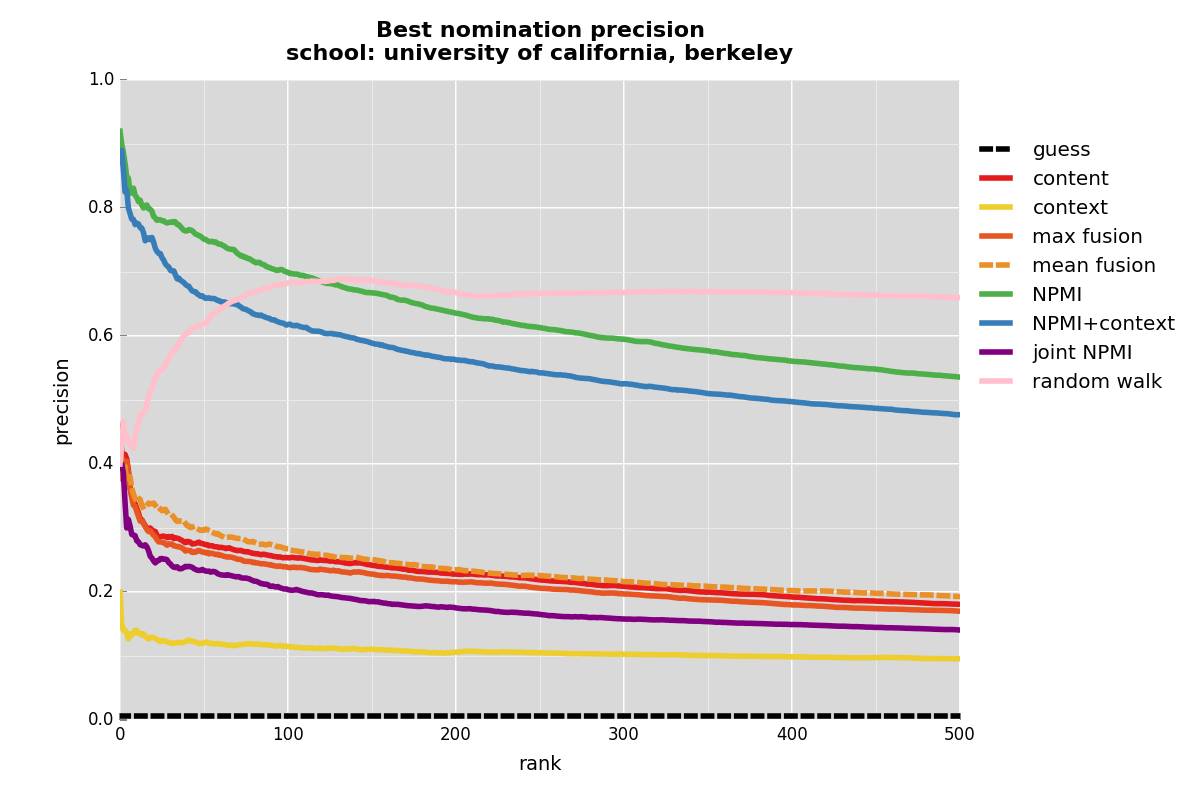 Best nomination precision
school: university of california, berkeley
precision
1.0
0.8
0.6
0.4
0.2
0.0
0 100 200 300 400 500
rank
guess
content
context
max fusion
mean fusion
NPMI
NPMI+context
joint NPMI
random walk